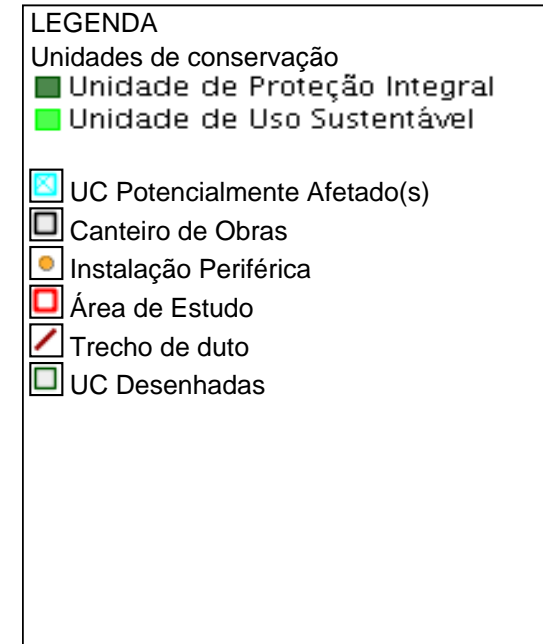 LEGENDA
Unidades de conservação
Unidade de Proteção Integral
Unidade de Uso Sustentável
UC Potencialmente Afetado(s)
Canteiro de Obras
Instalação Periférica
Área de Estudo
Trecho de duto
UC Desenhadas